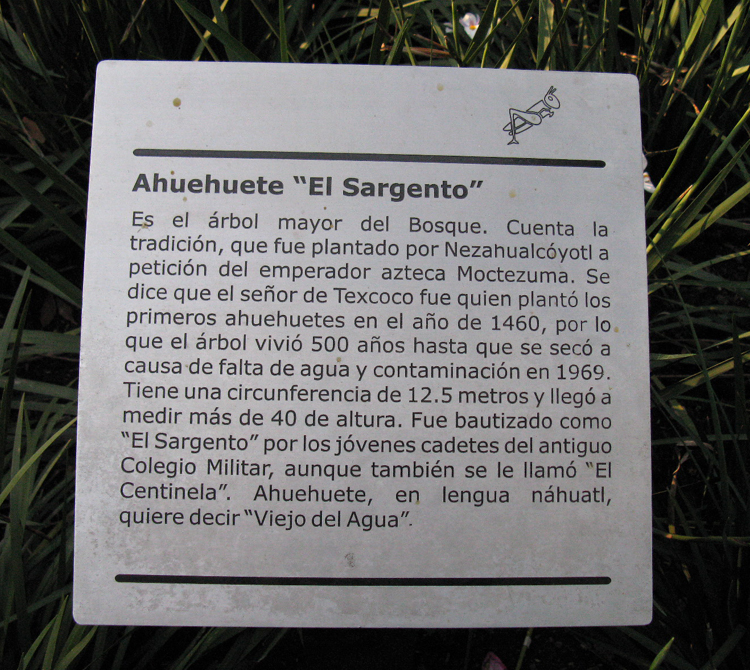 Ahuehuete “El Sargento”
Es el árbol mayor del Bosque. Cuenta la
tradición, que fue plantado por Nezahualcóyotl a
petición del emperador azteca Moctezuma. Se
dice que el señor de Texcoco fue quien plantó los
primeros ahuehuetes en el año de 1460, por lo
que el árbol vivió 500 años hasta que se secó a
causa de falta de agua y contaminación en 1969.
Tiene una circunferencia de 12.5 metros y llegó a
medir más de 40 de altura. Fue bautizado como
“El Sargento” por los jóvenes cadetes del antiguo
Colegio Militar, aunque también se le llamó “El
Centinela”. Ahuehuete, en lengua náhuatl,
quiere decir “Viejo del Agua”.